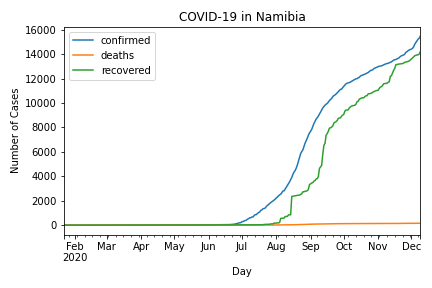 COVID-19 in Namibia
confirmed
deaths
recovered
Number of Cases
16000
14000
12000
10000
8000
6000
4000
2000
0
Feb Mar Apr May Jun Jul Aug Sep Oct Nov Dec
2020
Day